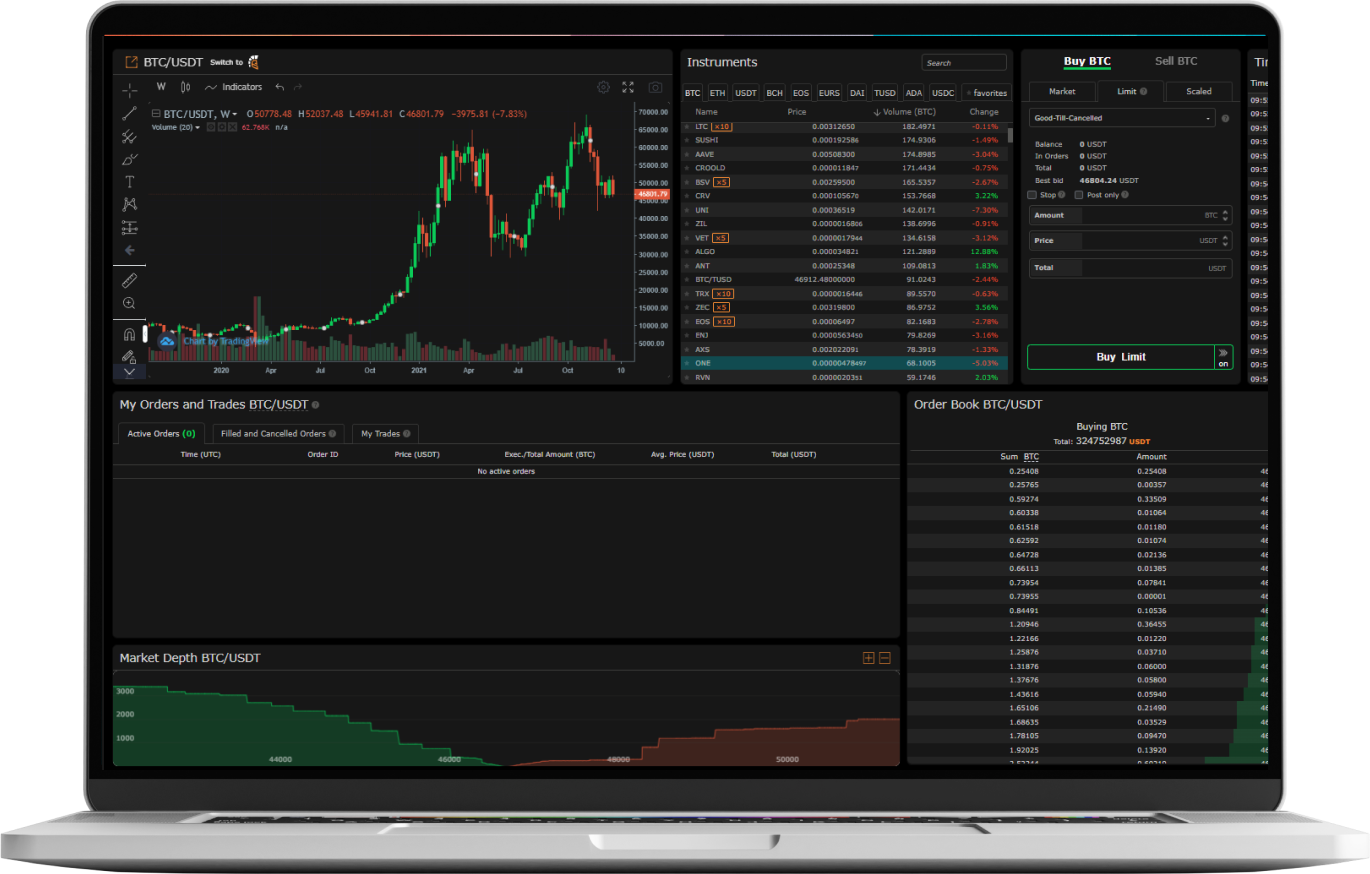 BTC/USDT Switch to
W Indicators
BTC/USDT, W O50778.48 H52037.48 L45941.81 C46801.79 -3975.81 (-7.83%)
Volume (20) 62.768K n/a
70000.00
65000.00
60000.00
55000.00
50000.00
46801.79
45000.00
40000.00
35000.00
30000.00
25000.00
20000.00
15000.00
10000.00
5000.00
Chart by TradingView
2020 Apr Jul Oct 2021 Apr Jul Oct 10
Instruments Search
BTC ETH USDT BCH EOS EURS DAI TUSD ADA USDC favorites
Name Price Volume (BTC) Change
LTC ×10 0.00312650 182.4971 -0.11%
SUSHI 0.000192586 174.9306 -1.49%
AAVE 0.00508300 174.8985 -3.04%
CROOLD 0.000011847 171.4434 -0.75%
BSV ×5 0.00259500 165.5357 -2.67%
CRV 0.000105670 153.7668 3.22%
UNI 0.00036519 142.0171 -7.30%
ZIL 0.000001680 138.6996 -0.91%
VET ×5 0.0000017944 134.6158 -3.12%
ALGO 0.000034821 121.2889 12.88%
ANT 0.00025348 109.0813 1.83%
BTC/TUSD 46912.48000000 91.0243 -2.44%
TRX ×10 0.0000016446 89.5570 -0.63%
ZEC ×5 0.00319800 86.9752 3.56%
EOS ×10 0.00006497 82.1683 -2.78%
ENJ 0.0000563450 79.8269 -3.16%
AXS 0.00202091 78.3919 -1.33%
ONE 0.00000478497 68.1005 -5.03%
RVN 0.0000020351 59.1746 2.03%
Buy BTC Sell BTC
Market Limit Scaled
Good-Till-Cancelled
Balance 0 USDT
In Orders 0 USDT
Total 0 USDT
Best bid 46804.24 USDT
Stop Post only
Amount BTC
Price USDT
Total USDT
Buy Limit on
Time
My Orders and Trades BTC/USDT
Active Orders (0) Filled and Cancelled Orders My Trades
Time (UTC) Order ID Price (USDT) Exec./Total Amount (BTC) Avg. Price (USDT) Total (USDT)
No active orders
Market Depth BTC/USDT
3000
2000
1000
44000 46000 48000 50000
Order Book BTC/USDT
Buying BTC
Total: 324752987 USDT
Sum BTC Amount
0.25408 0.25408 46
0.25765 0.00357 46
0.59274 0.33509 46
0.60338 0.01064 46
0.61518 0.01180 46
0.62592 0.01074 46
0.64728 0.02136 46
0.66113 0.01385 46
0.73954 0.07841 46
0.73955 0.00001 46
0.84491 0.10536 46
1.20946 0.36455 46
1.22166 0.01220 46
1.25876 0.03710 46
1.31876 0.06000 46
1.37676 0.05800 46
1.43616 0.05940 46
1.65106 0.21490 46
1.68635 0.03529 46
1.78105 0.09470 46
1.92025 0.13920 46